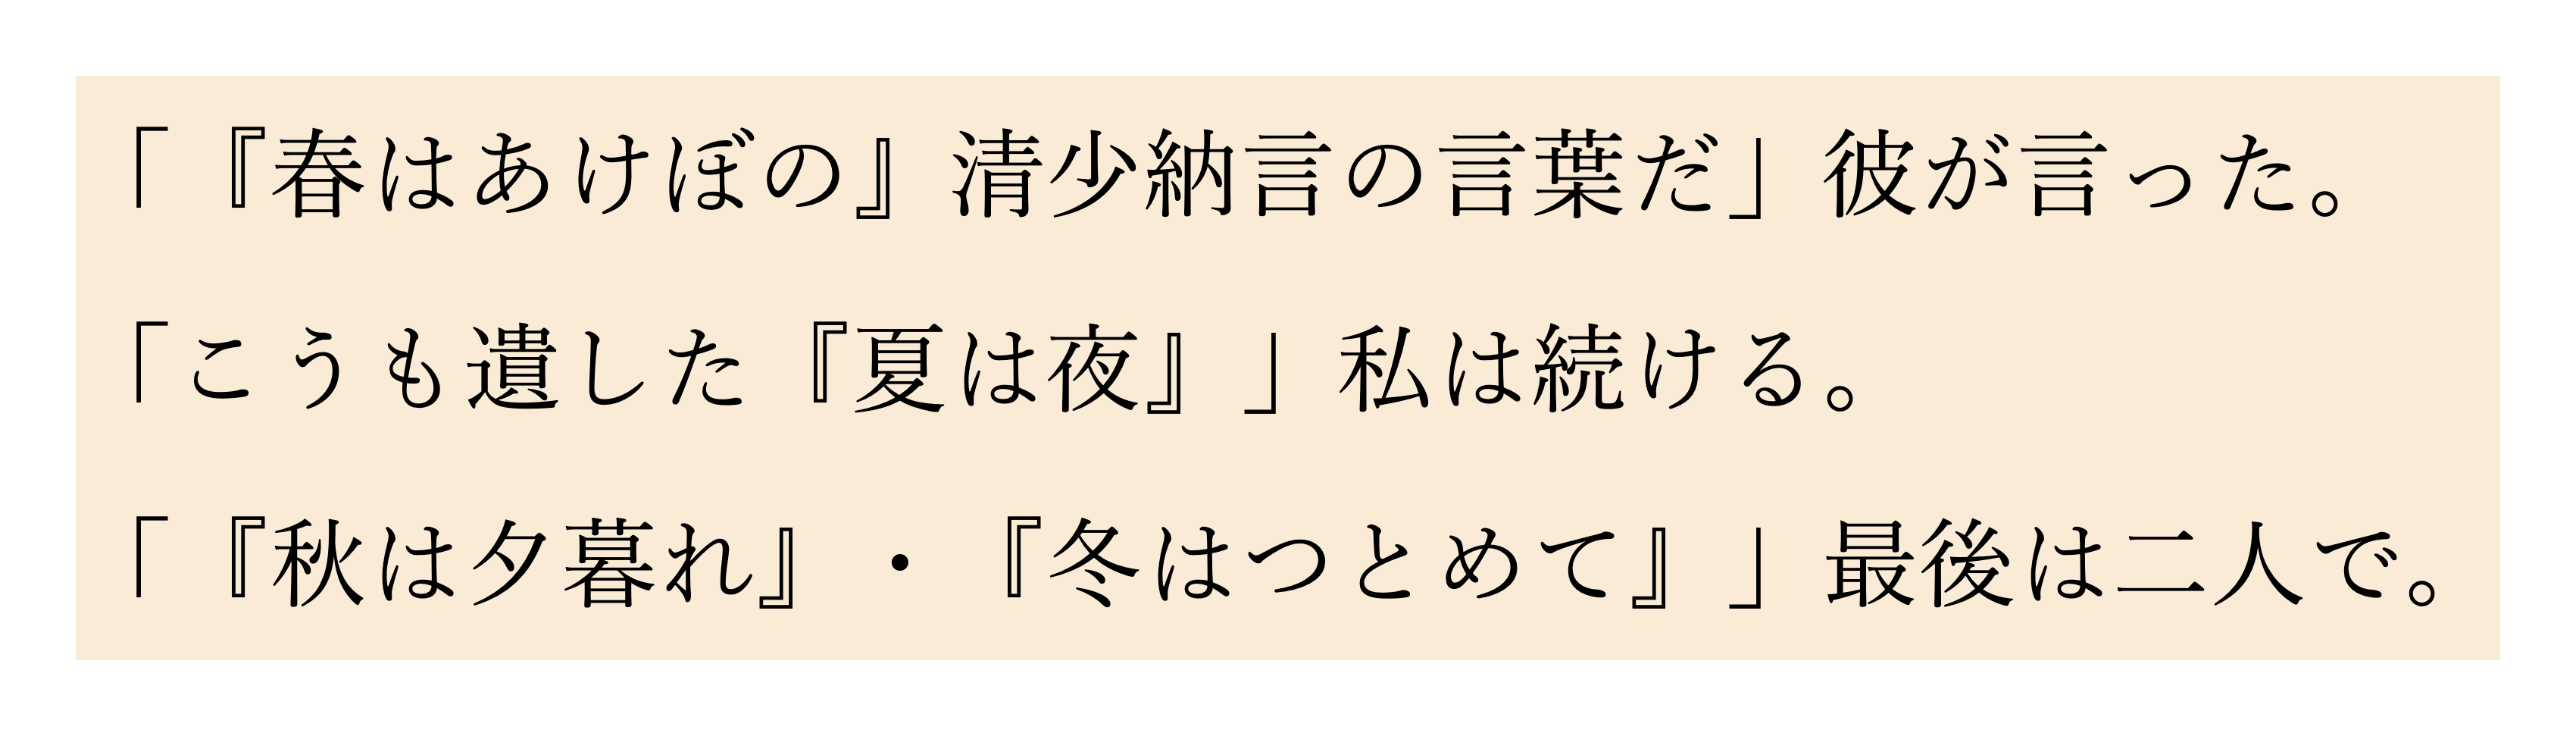 「『春はあけぼの』清少納言の言葉だ」彼が言った。
「こうも遺した『夏は夜』」私は続ける。
「『秋は夕暮れ』・『冬はつとめて』」最後は二人で。